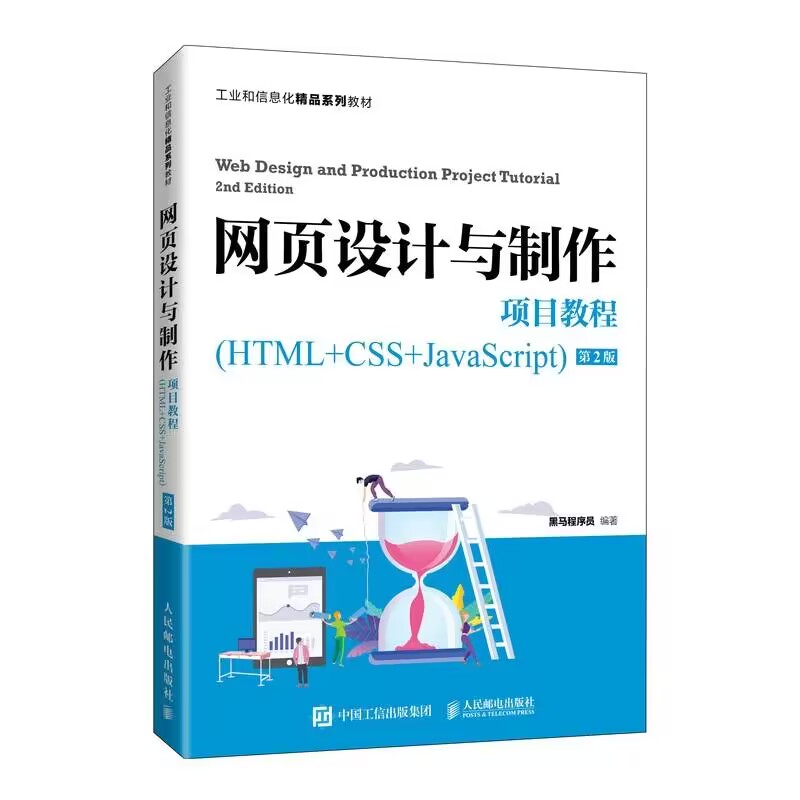 工业和信息化精品系列教材
Web Design and Production Project Tutorial
2nd Edition
网页设计与制作
项目教程
(HTML+CSS+JavaScript) 第2版
黑马程序员 编著
中国工信出版集团
人民邮电出版社
POSTS & TELECOM PRESS
工业和信息化精品系列教材
网页设计与制作
项目教程
(HTML+CSS+JavaScript)
第2版
人民邮电出版社